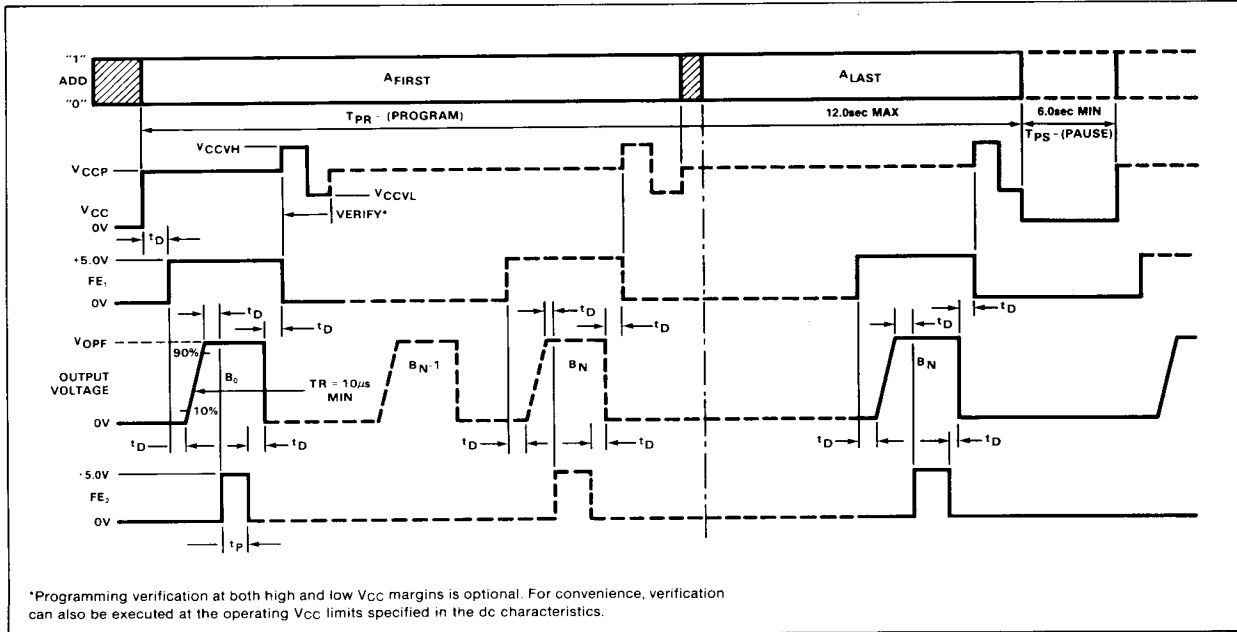 "1"
ADD
"0"
AFIRST
ALAST
TPR - (PROGRAM)
12.0sec MAX
6.0sec MIN
TPS - (PAUSE)
VCCVH
VCCP
VCCVL
VCC
0V
VERIFY*
tD
+5.0V
FE1
0V
tD
tD
tD
tD
tD
tD
VOPF
90%
B0
OUTPUT
VOLTAGE
TR = 10µs
MIN
10%
0V
BN-1
BN
BN
tD
tD
tD
tD
tD
tD
5.0V
FE2
0V
tP
*Programming verification at both high and low VCC margins is optional. For convenience, verification
can also be executed at the operating VCC limits specified in the dc characteristics.